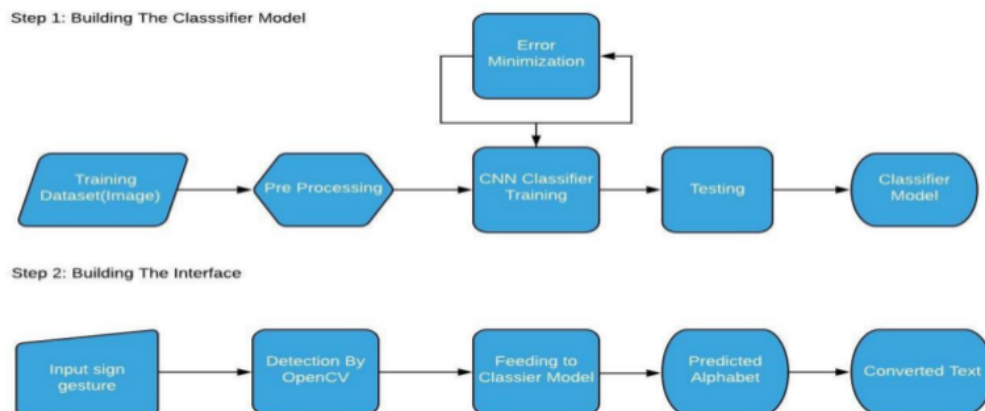 Step 1: Building The Classsifier Model
Error
Minimization
Training
Dataset(Image)
Pre Processing
CNN Classifier
Training
Testing
Classifier
Model
Step 2: Building The Interface
Input sign
gesture
Detection By
OpenCV
Feeding to
Classier Model
Predicted
Alphabet
Converted Text